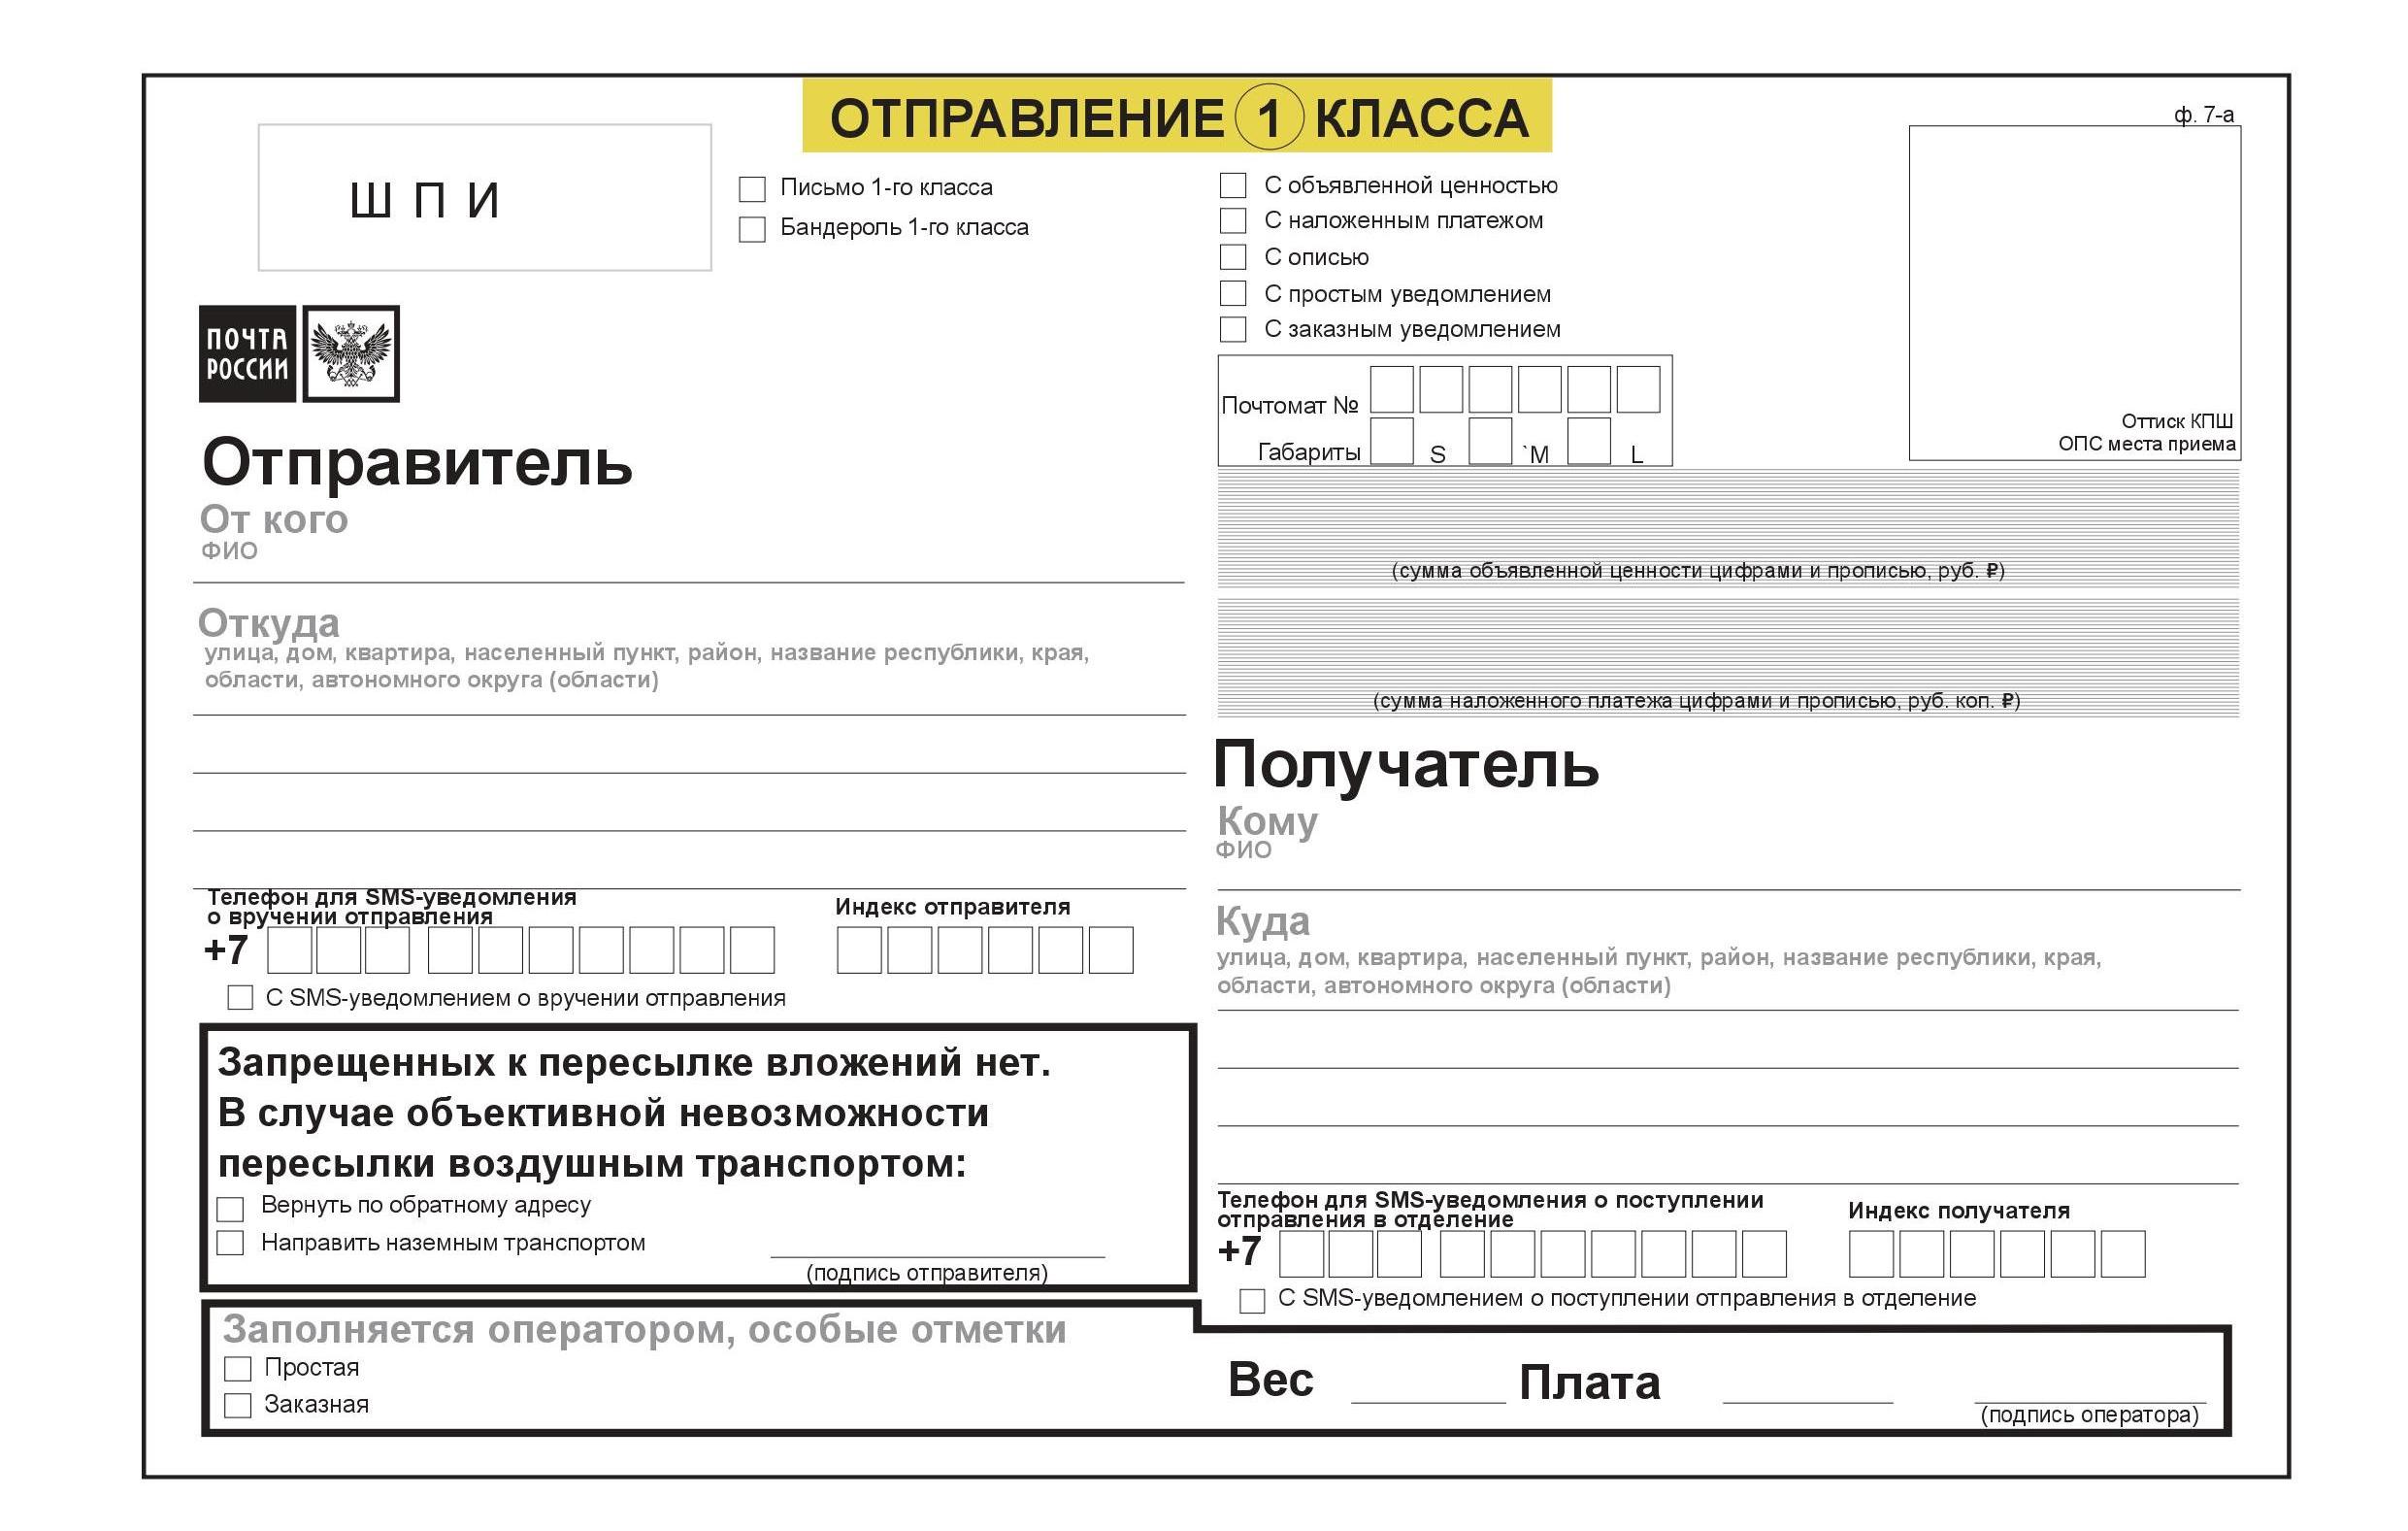 ОТПРАВЛЕНИЕ 1 КЛАССА
ф. 7-а
ШПИ
Письмо 1-го класса
Бандероль 1-го класса
С объявленной ценностью
С наложенным платежом
С описью
С простым уведомлением
С заказным уведомлением
Почтомат №
Габариты S `M L
Оттиск КПШ
ОПС места приема
ПОЧТА
РОССИИ
Отправитель
От кого
ФИО
Откуда
улица, дом, квартира, населенный пункт, район, название республики, края,
области, автономного округа (области)
Телефон для SMS-уведомления
о вручении отправления
Индекс отправителя
+7
С SMS-уведомлением о вручении отправления
Запрещенных к пересылке вложений нет.
В случае объективной невозможности
пересылки воздушным транспортом:
Вернуть по обратному адресу
Направить наземным транспортом
(подпись отправителя)
(сумма объявленной ценности цифрами и прописью, руб. ₽)
(сумма наложенного платежа цифрами и прописью, руб. коп. ₽)
Получатель
Кому
ФИО
Куда
улица, дом, квартира, населенный пункт, район, название республики, края,
области, автономного округа (области)
Телефон для SMS-уведомления о поступлении
отправления в отделение
Индекс получателя
+7
С SMS-уведомлением о поступлении отправления в отделение
Заполняется оператором, особые отметки
Простая
Заказная
Вес Плата
(подпись оператора)